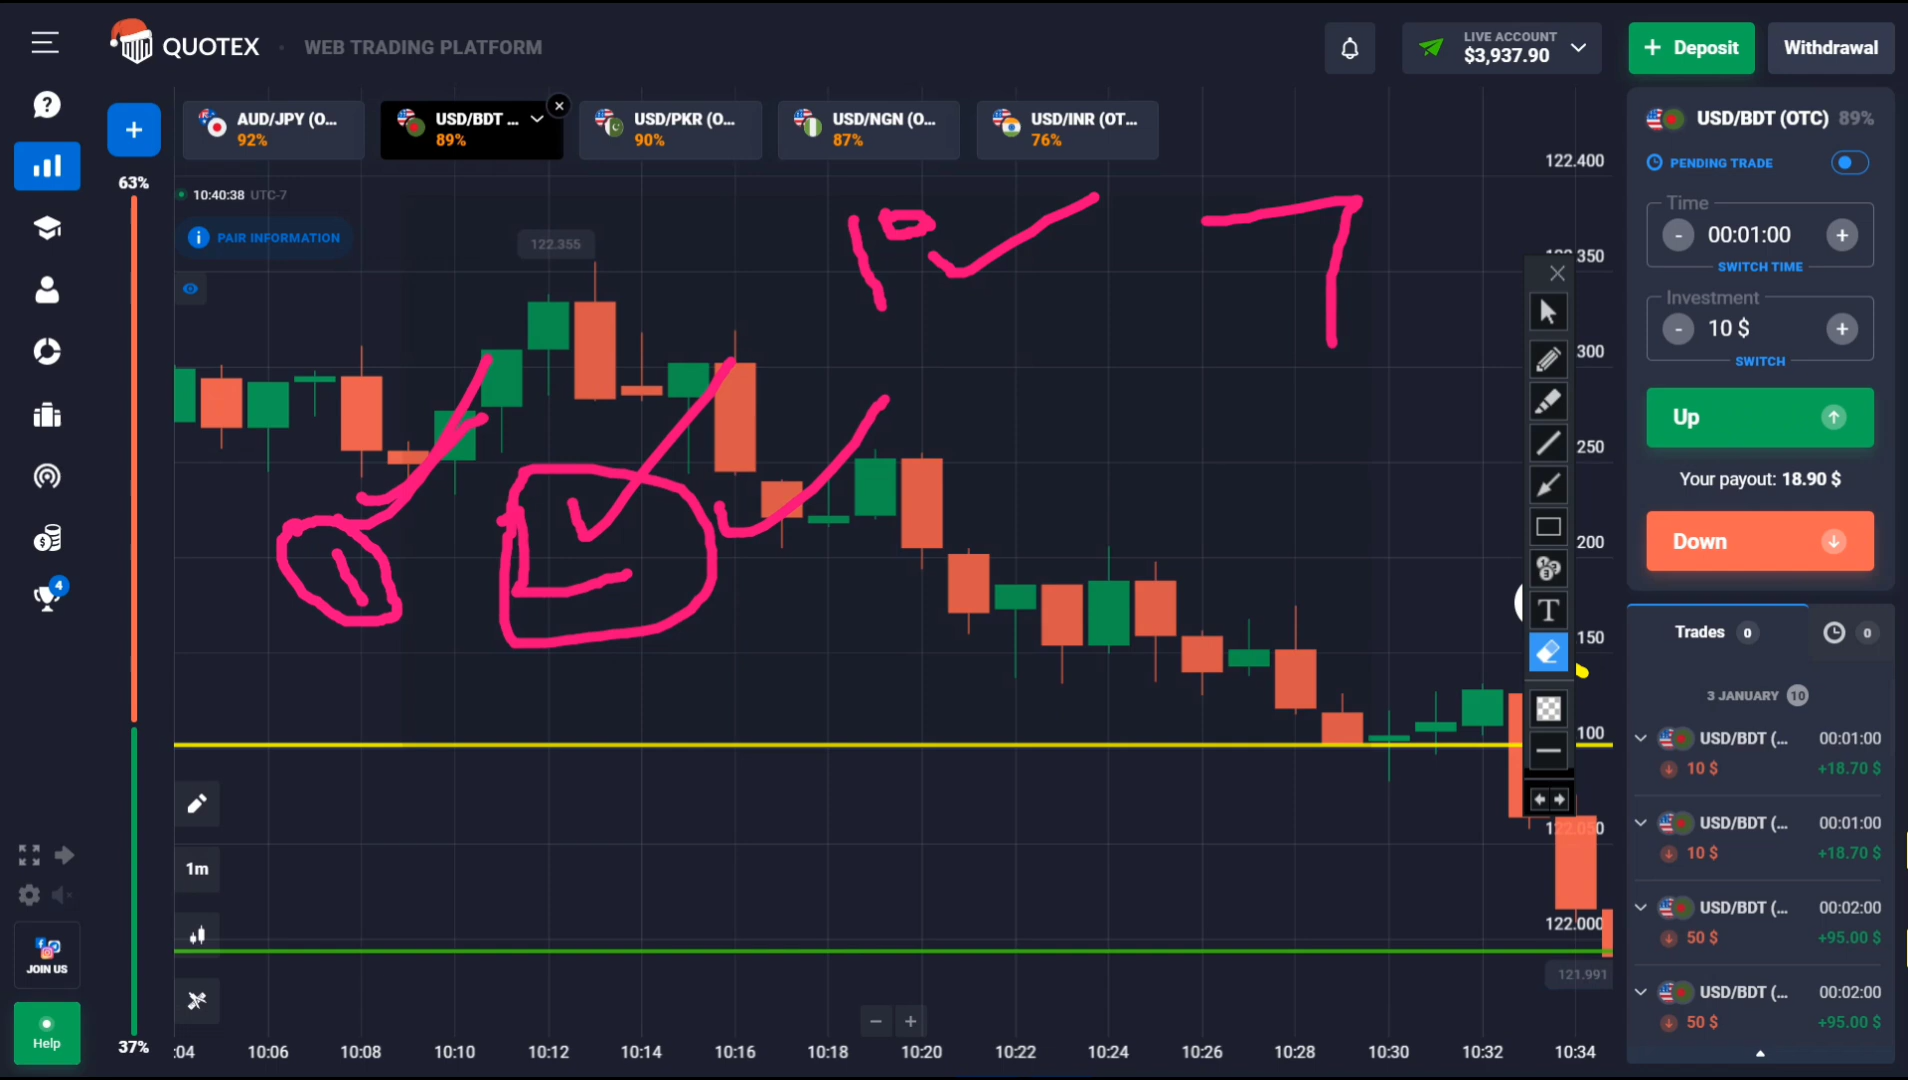 QUOTEX
WEB TRADING PLATFORM
LIVE ACCOUNT
$3,937.90
+ Deposit
Withdrawal
AUD/JPY (O...
92%
USD/BDT ...
89%
USD/PKR (O...
90%
USD/NGN (O...
87%
USD/INR (OT...
76%
63%
37%
10:40:38 UTC-7
PAIR INFORMATION
122.355
122.400
350
300
250
200
150
100
122.050
122.000
121.991
1m
:04
10:06
10:08
10:10
10:12
10:14
10:16
10:18
10:20
10:22
10:24
10:26
10:28
10:30
10:32
10:34
4
JOIN US
Help
T
USD/BDT (OTC) 89%
PENDING TRADE
Time
- 00:01:00 +
SWITCH TIME
Investment
- 10 $ +
SWITCH
Up
Your payout: 18.90 $
Down
Trades 0
0
3 JANUARY 10
USD/BDT (... 00:01:00
10 $ +18.70 $
USD/BDT (... 00:01:00
10 $ +18.70 $
USD/BDT (... 00:02:00
50 $ +95.00 $
USD/BDT (... 00:02:00
50 $ +95.00 $